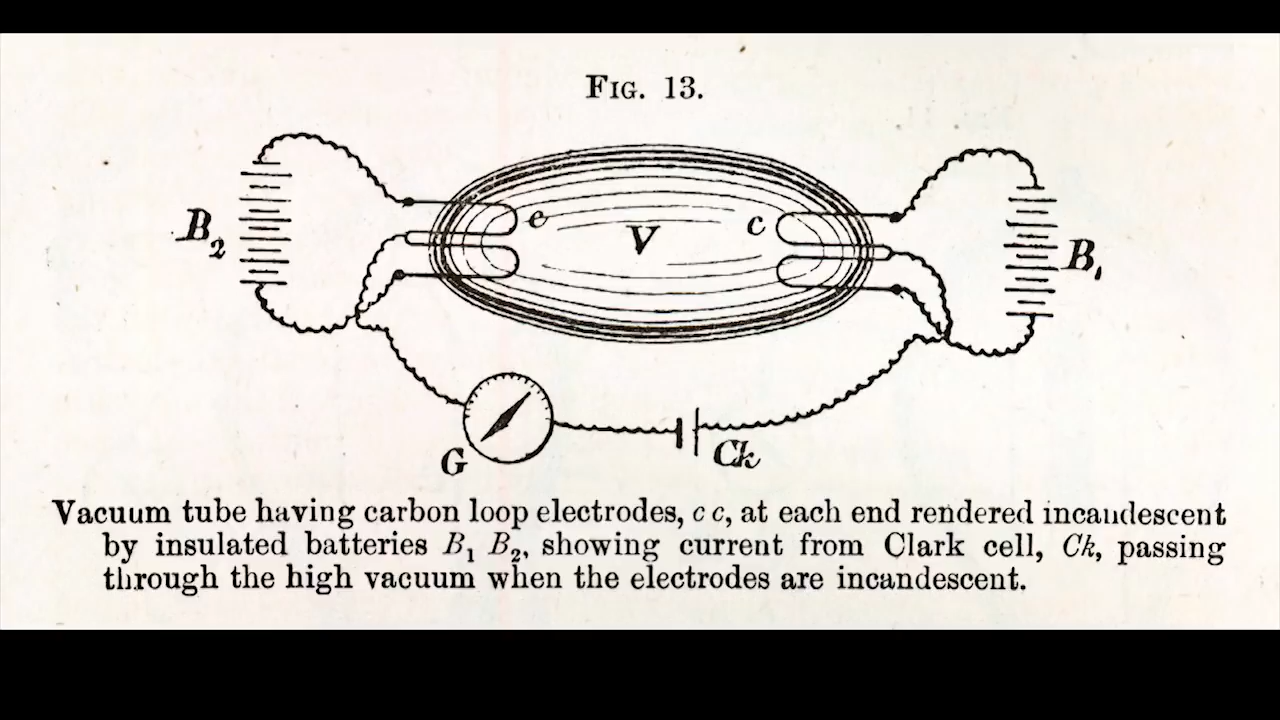 FIG. 13.
B2
c
V
c
B1
G
Ck
Vacuum tube having carbon loop electrodes, c c, at each end rendered incandescent
by insulated batteries B1 B2, showing current from Clark cell, Ck, passing
through the high vacuum when the electrodes are incandescent.